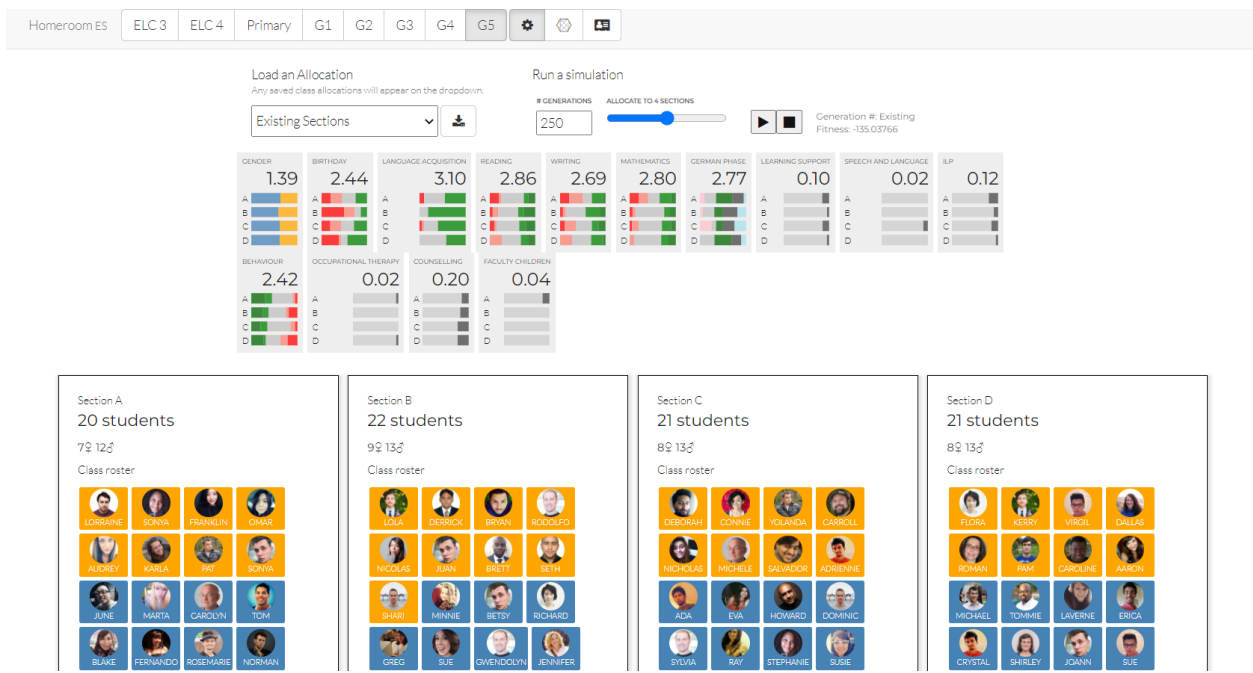 Homeroom ES ELC 3 ELC 4 Primary G1 G2 G3 G4 G5
Load an Allocation
Any saved class allocations will appear on the dropdown.
Existing Sections
Run a simulation
# GENERATIONS ALLOCATE TO 4 SECTIONS
250
Generation #: Existing
Fitness: -135.03766
GENDER
1.39
A
B
C
D
BIRTHDAY
2.44
A
B
C
D
LANGUAGE ACQUISITION
3.10
A
B
C
D
READING
2.86
A
B
C
D
WRITING
2.69
A
B
C
D
MATHEMATICS
2.80
A
B
C
D
GERMAN PHASE
2.77
A
B
C
D
LEARNING SUPPORT
0.10
A
B
C
D
SPEECH AND LANGUAGE
0.02
A
B
C
D
ILP
0.12
A
B
C
D
BEHAVIOUR
2.42
A
B
C
D
OCCUPATIONAL THERAPY
0.02
A
B
C
D
COUNSELLING
0.20
A
B
C
D
FACULTY CHILDREN
0.04
A
B
C
D
Section A
20 students
7♀ 12♂
Class roster
LORRAINE SONYA FRANKLIN OMAR
AUDREY KARLA PAT SONYA
JUNE MARTA CAROLYN TOM
BLAKE FERNANDO ROSEMARIE NORMAN
Section B
22 students
9♀ 13♂
Class roster
LOLA DERRICK BRYAN RODOLFO
NICOLAS JUAN BRETT SETH
SHARI MINNIE BETSY RICHARD
GREG SUE GWENDOLYN JENNIFER
Section C
21 students
8♀ 13♂
Class roster
DEBORAH CONNIE YOLANDA CARROLL
NICHOLAS MICHELE SALVADOR ADRIENNE
ADA EVA HOWARD DOMINIC
SYLVIA RAY STEPHANIE SUSIE
Section D
21 students
8♀ 13♂
Class roster
FLORA KERRY VIRGIL DALLAS
ROMAN PAM CAROLINE AARON
MICHAEL TOMMIE LAVERNE ERICA
CRYSTAL SHIRLEY JOANN SUE